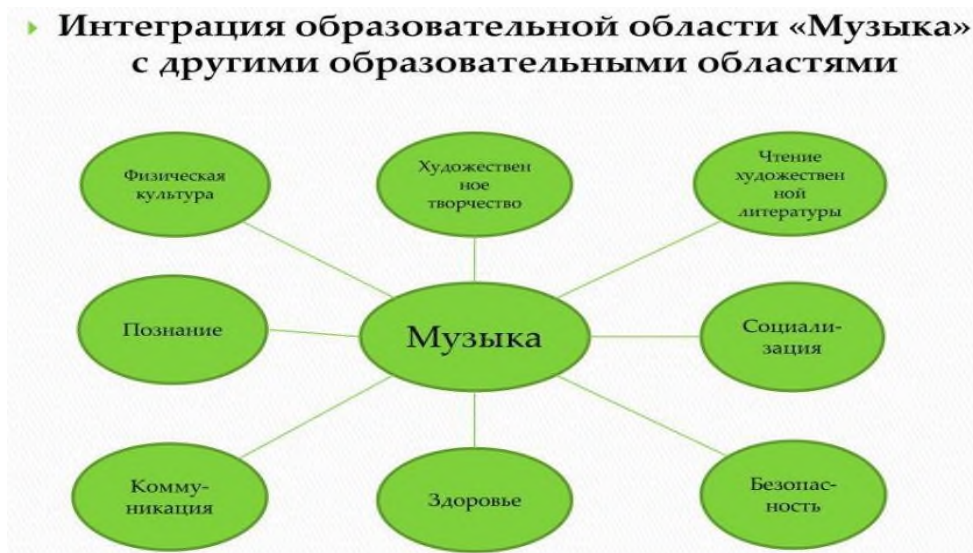 Интеграция образовательной области «Музыка»
с другими образовательными областями
Физическая
культура
Художествен
ное
творчество
Чтение
художествен
ной
литературы
Познание
Музыка
Социали-
зация
Комму-
никация
Здоровье
Безопас-
ность